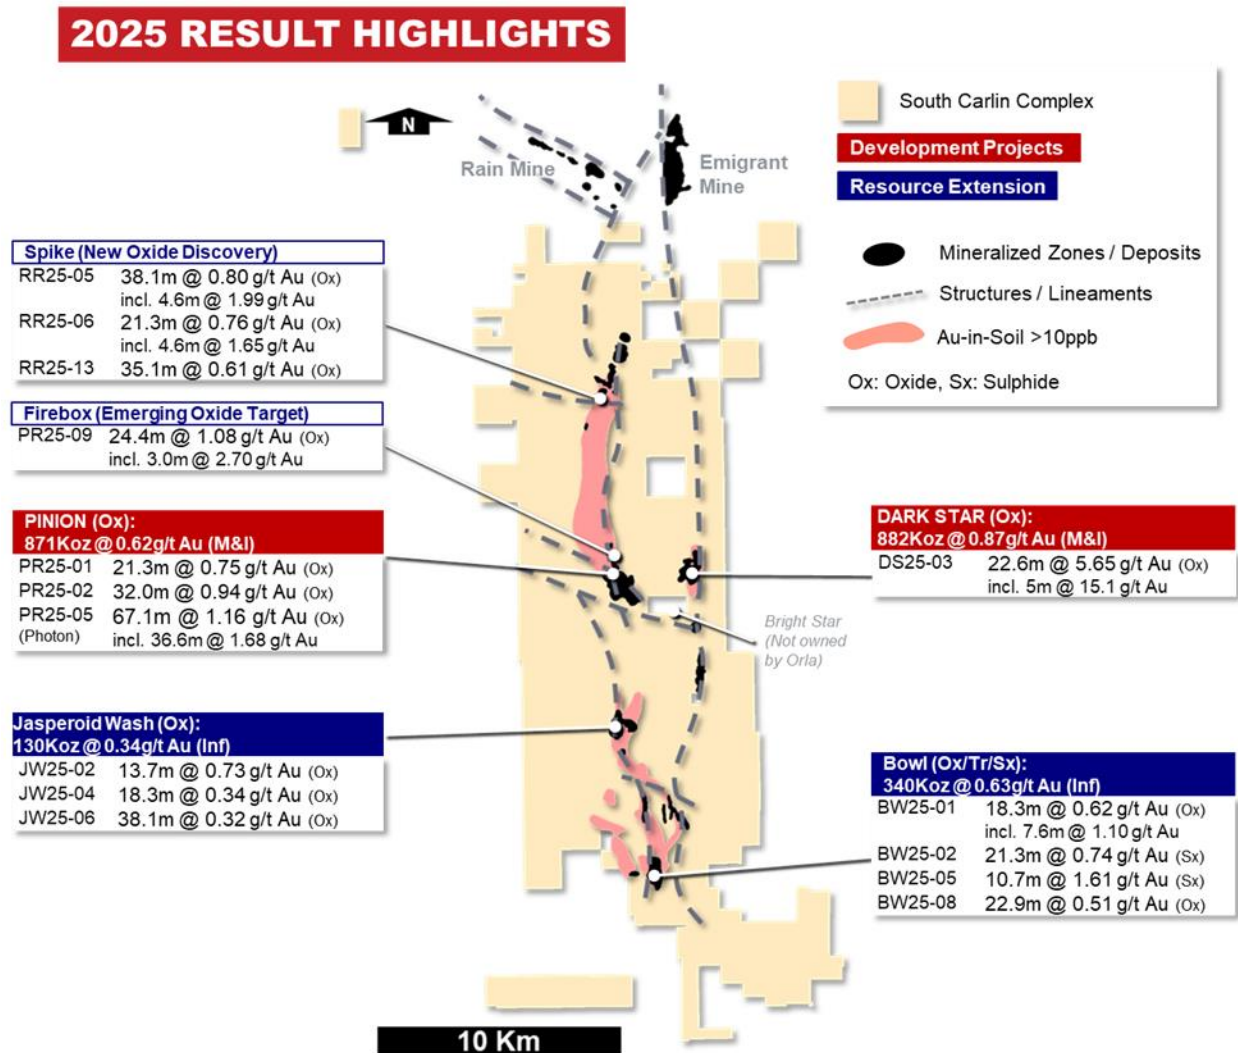 2025 RESULT HIGHLIGHTS
N
Rain Mine
Emigrant
Mine
South Carlin Complex
Development Projects
Resource Extension
Mineralized Zones / Deposits
Structures / Lineaments
Au-in-Soil >10ppb
Ox: Oxide, Sx: Sulphide
Spike (New Oxide Discovery)
RR25-05 38.1m @ 0.80 g/t Au (Ox)
incl. 4.6m @ 1.99 g/t Au
RR25-06 21.3m @ 0.76 g/t Au (Ox)
incl. 4.6m @ 1.65 g/t Au
RR25-13 35.1m @ 0.61 g/t Au (Ox)
Firebox (Emerging Oxide Target)
PR25-09 24.4m @ 1.08 g/t Au (Ox)
incl. 3.0m @ 2.70 g/t Au
PINION (Ox):
871Koz @ 0.62g/t Au (M&I)
PR25-01 21.3m @ 0.75 g/t Au (Ox)
PR25-02 32.0m @ 0.94 g/t Au (Ox)
PR25-05 67.1m @ 1.16 g/t Au (Ox)
(Photon) incl. 36.6m @ 1.68 g/t Au
DARK STAR (Ox):
882Koz @ 0.87g/t Au (M&I)
DS25-03 22.6m @ 5.65 g/t Au (Ox)
incl. 5m @ 15.1 g/t Au
Bright Star
(Not owned
by Orla)
Jasperoid Wash (Ox):
130Koz @ 0.34g/t Au (Inf)
JW25-02 13.7m @ 0.73 g/t Au (Ox)
JW25-04 18.3m @ 0.34 g/t Au (Ox)
JW25-06 38.1m @ 0.32 g/t Au (Ox)
Bowl (Ox/Tr/Sx):
340Koz @ 0.63g/t Au (Inf)
BW25-01 18.3m @ 0.62 g/t Au (Ox)
incl. 7.6m @ 1.10 g/t Au
BW25-02 21.3m @ 0.74 g/t Au (Sx)
BW25-05 10.7m @ 1.61 g/t Au (Sx)
BW25-08 22.9m @ 0.51 g/t Au (Ox)
10 Km